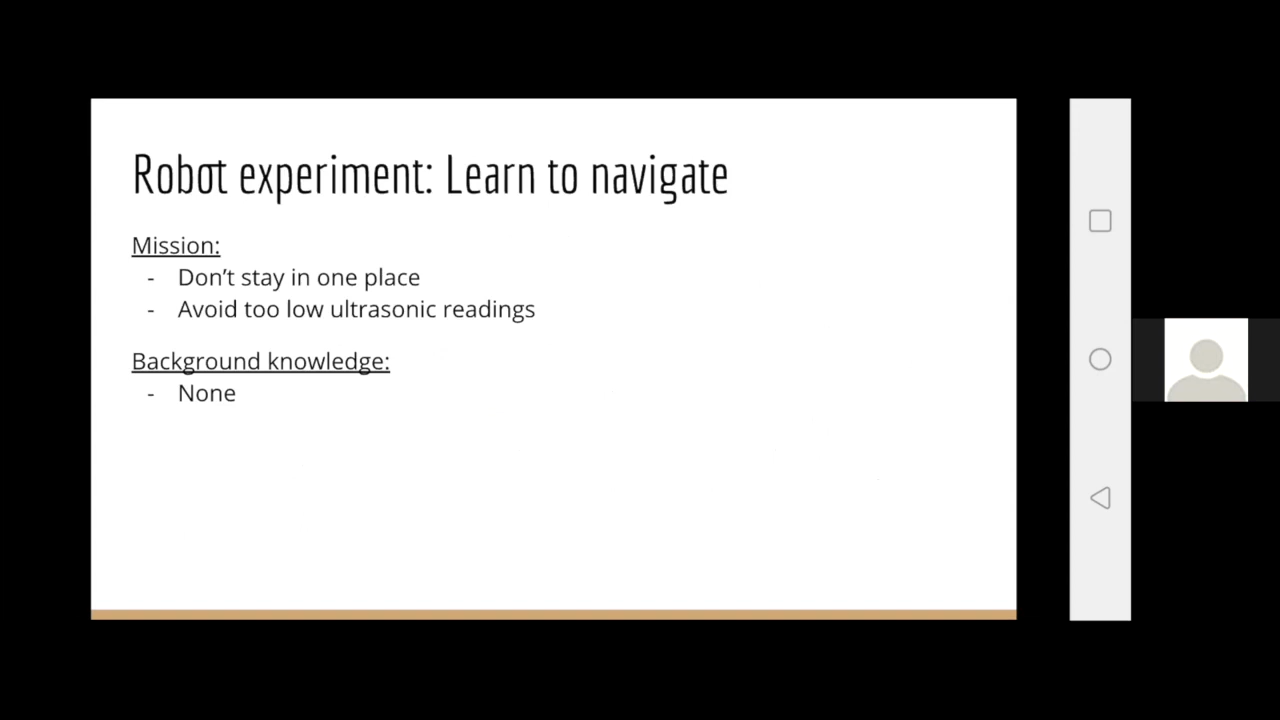 Robot experiment: Learn to navigate
Mission:
- Don’t stay in one place
- Avoid too low ultrasonic readings
Background knowledge:
- None